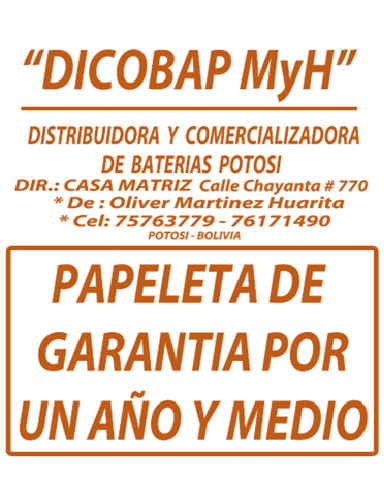 “DICOBAP MyH”
DISTRIBUIDORA Y COMERCIALIZADORA
DE BATERIAS POTOSI
DIR.: CASA MATRIZ Calle Chayanta # 770
* De : Oliver Martinez Huarita
* Cel: 75763779 - 76171490
POTOSI - BOLIVIA
PAPELETA DE
GARANTIA POR
UN AÑO Y MEDIO